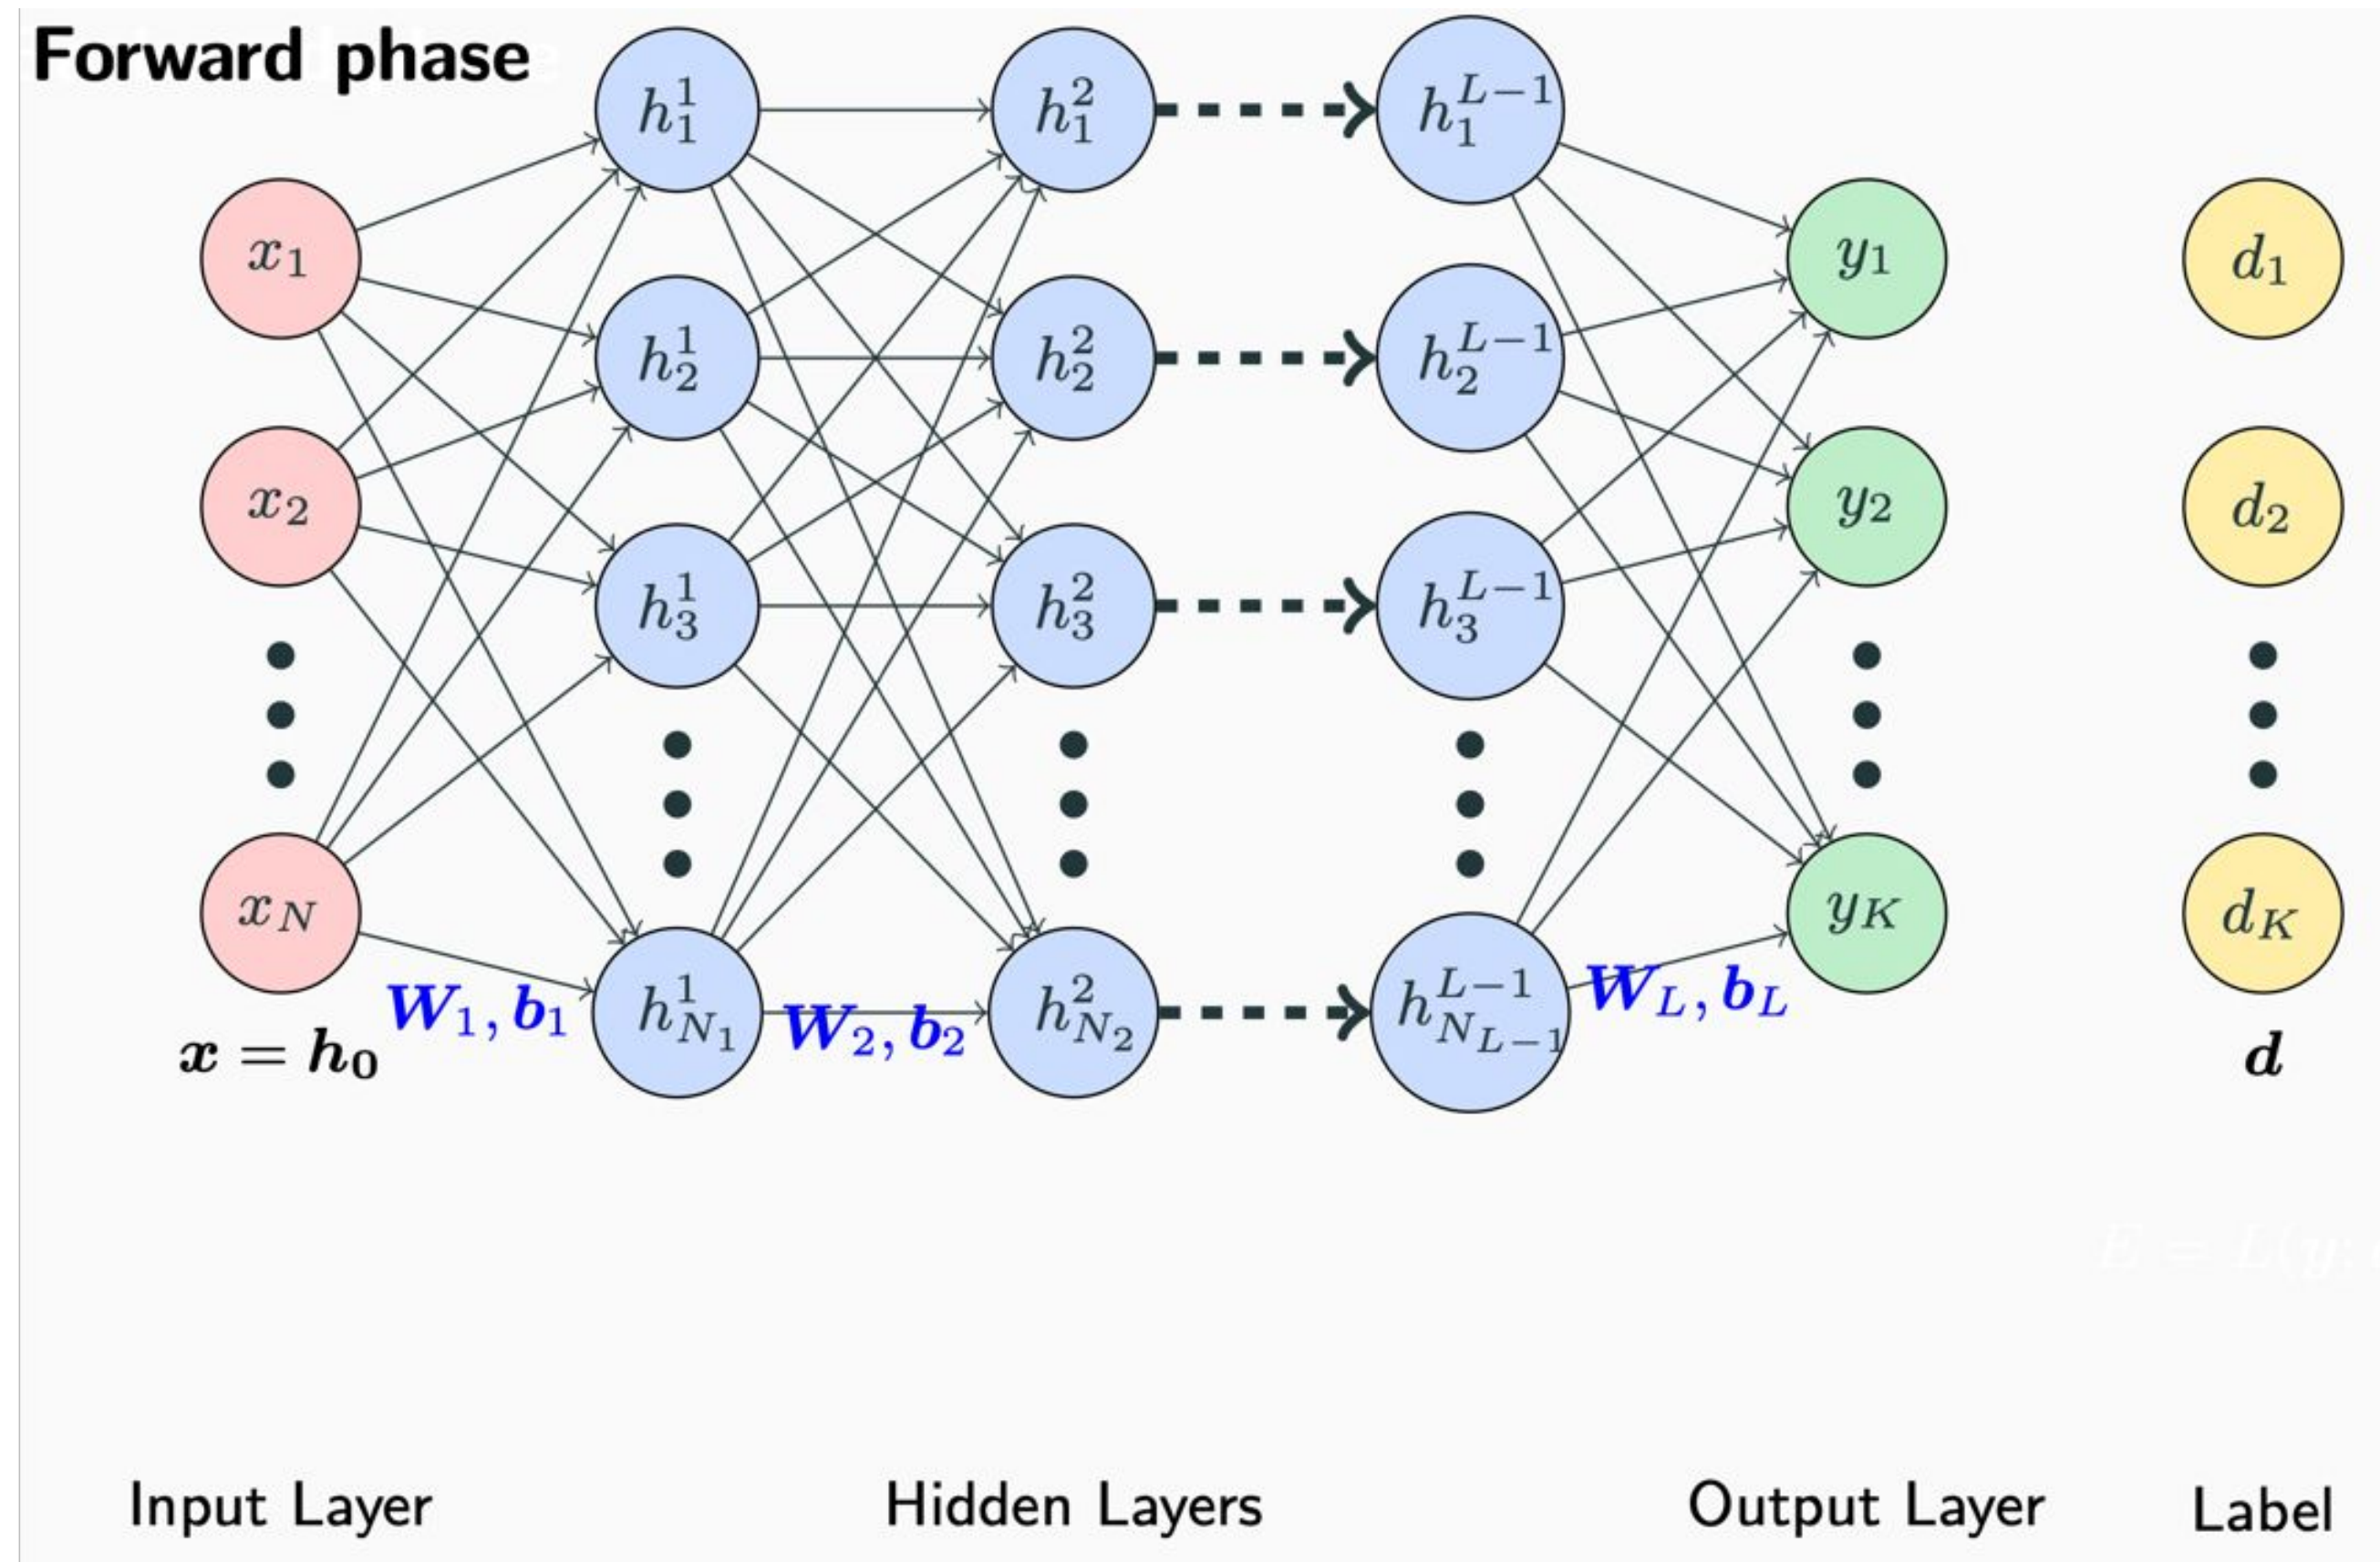 Forward phase
h^1_1 h^2_1 h^{L-1}_1
x_1 y_1 d_1
h^1_2 h^2_2 h^{L-1}_2
x_2 y_2 d_2
h^1_3 h^2_3 h^{L-1}_3
x_N y_K d_K
W_1, b_1 h^1_{N_1} W_2, b_2 h^2_{N_2} h^{L-1}_{N_{L-1}} W_L, b_L
x = h_0 d
E = L(y;
Input Layer Hidden Layers Output Layer Label